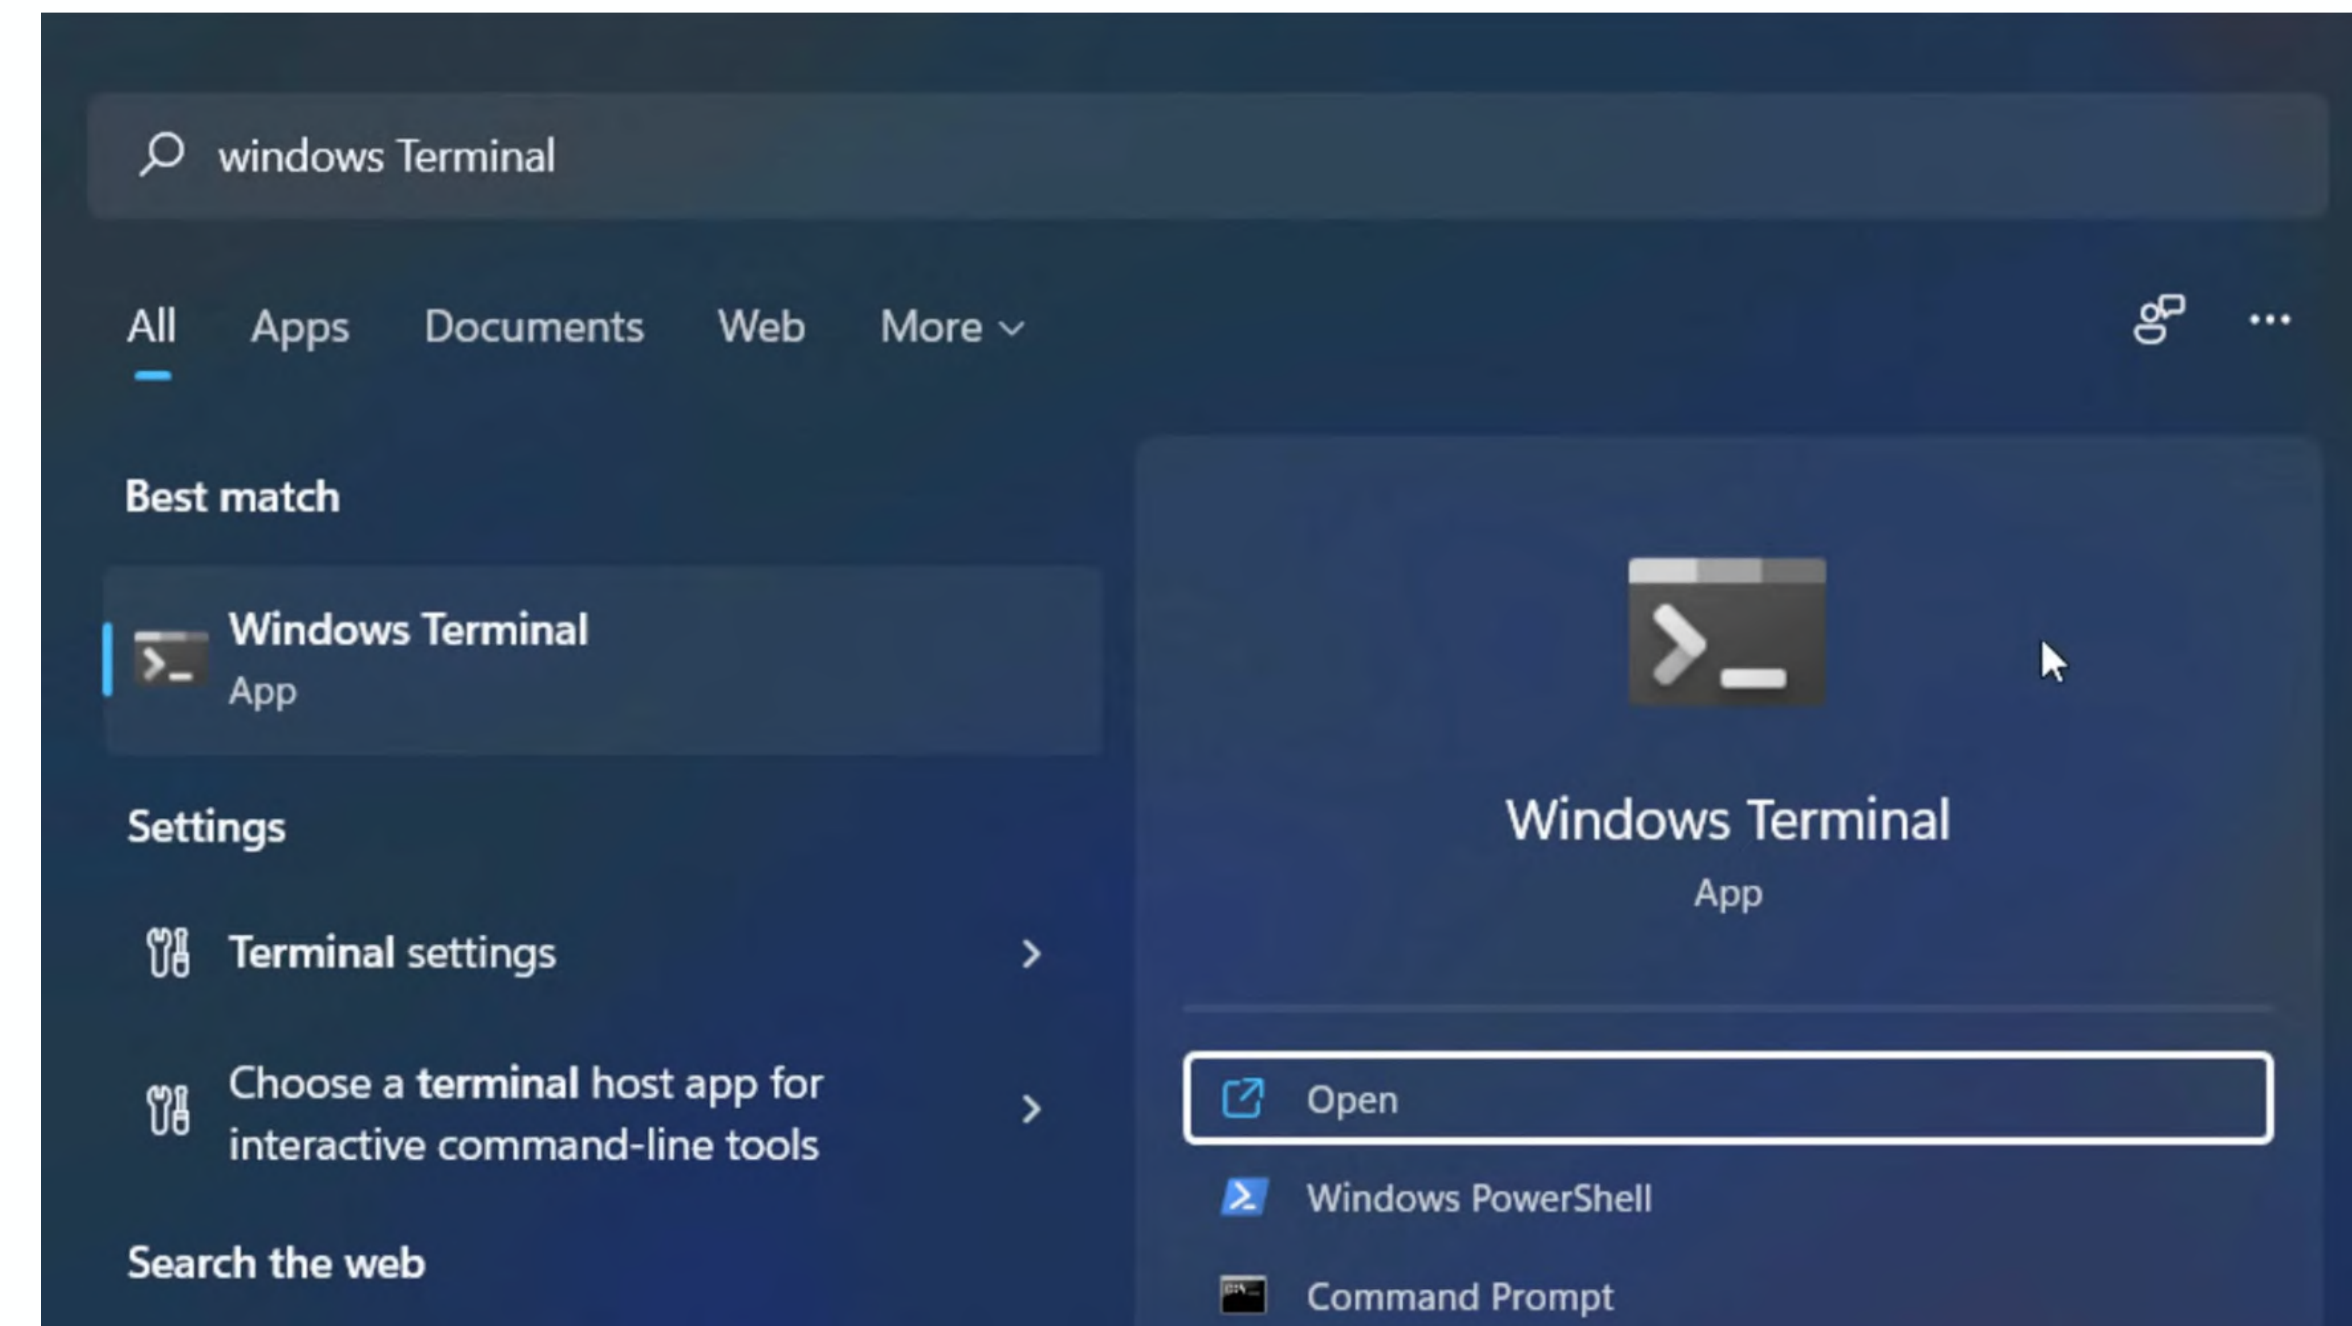 windows Terminal
All Apps Documents Web More
Best match
Windows Terminal
App
Settings
Terminal settings
Choose a terminal host app for
interactive command-line tools
Search the web
Windows Terminal
App
Open
Windows PowerShell
Command Prompt